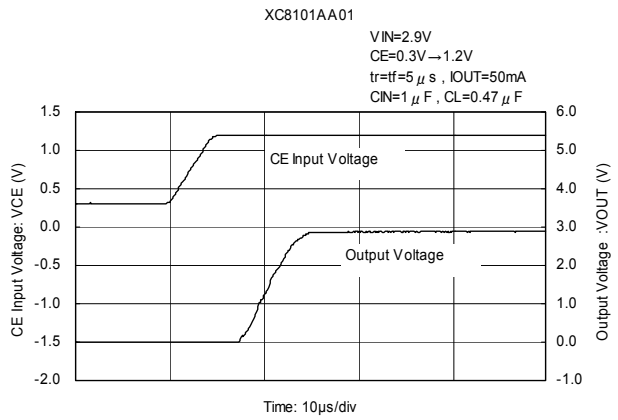 XC8101AA01
VIN=2.9V
CE=0.3V→1.2V
tr=tf=5μs , IOUT=50mA
CIN=1μF , CL=0.47μF
CE Input Voltage: VCE (V)
1.5
1.0
0.5
0.0
-0.5
-1.0
-1.5
-2.0
CE Input Voltage
Output Voltage
6.0
5.0
4.0
3.0
2.0
1.0
0.0
-1.0
Output Voltage :VOUT (V)
Time: 10μs/div